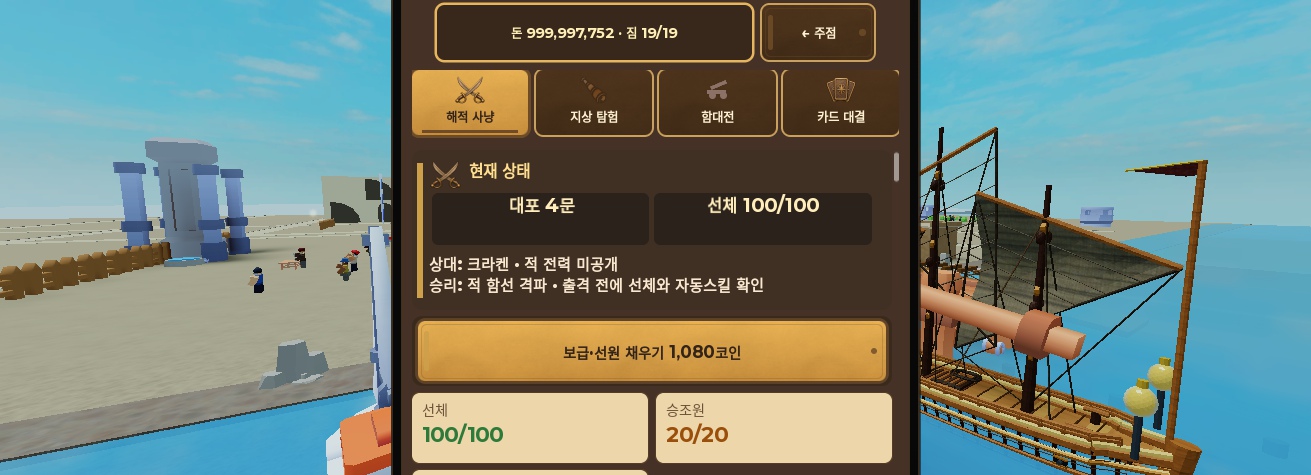 돈 999,997,752 · 짐 19/19
← 주점
해적 사냥
지상 탐험
함대전
카드 대결
현재 상태
대포 4문
선체 100/100
상대: 크라켄 • 적 전력 미공개
승리: 적 함선 격파 • 출격 전에 선체와 자동스킬 확인
보급·선원 채우기 1,080코인
선체
승조원
100/100
20/20